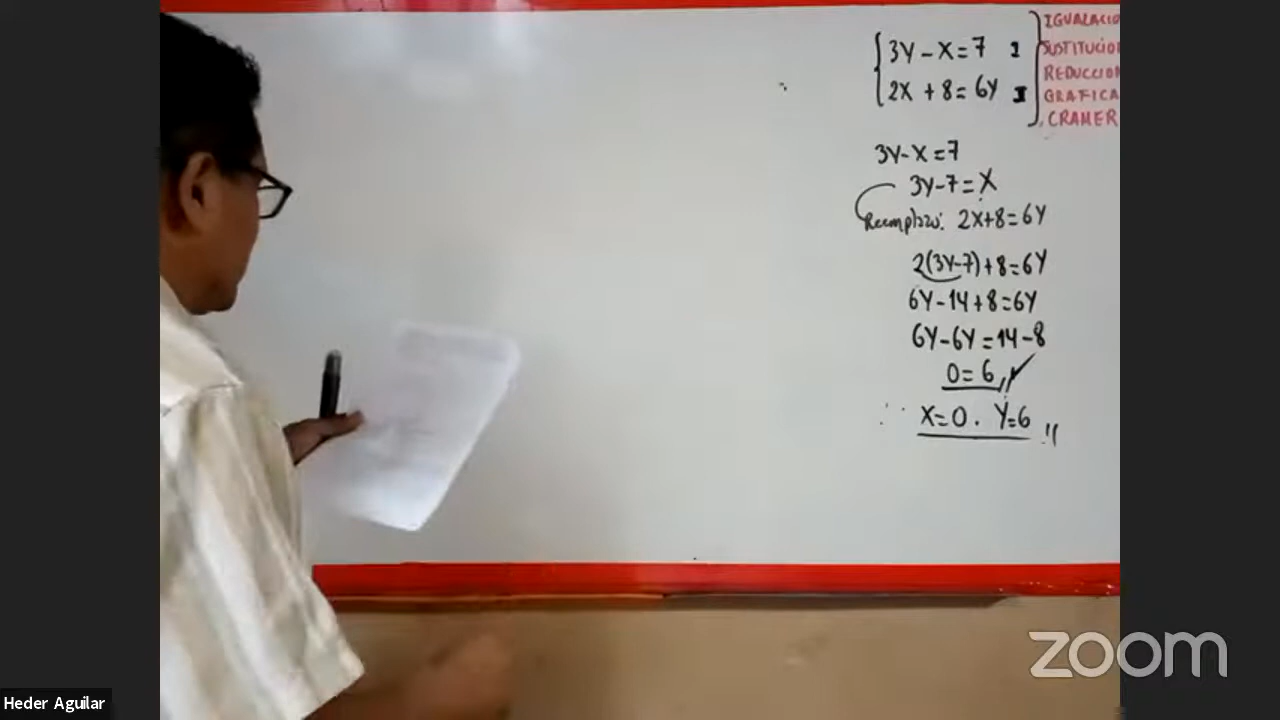 3Y - X = 7 I
2X + 8 = 6Y II
IGUALACIO
SUSTITUCIÓN
REDUCCION
GRAFICA
CRAMER
3Y - X = 7
3Y - 7 = X
Reemplazo: 2X + 8 = 6Y
2(3Y - 7) + 8 = 6Y
6Y - 14 + 8 = 6Y
6Y - 6Y = 14 - 8
0 = 6 ✓
∴ X = 0 . Y = 6
zoom
Heder Aguilar